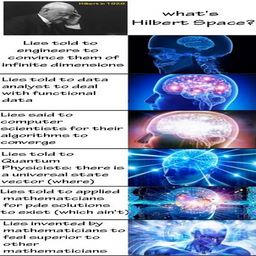 Hilbert in 1920
what's
Hilbert Space?
Lies told to
engineers to
convince them of
infinite dimensions
Lies told to data
analyst to deal
with functional
data
Lies said to
computer
scientists for their
algorithms to
converge
Lies told to
Quantum
Physicists: there is
a universal state
vector (where)
Lies told to applied
mathematcians
for pde solutions
to exist (which ain't)
Lies invented by
mathematicians to
feel superior to
other
mathematicians